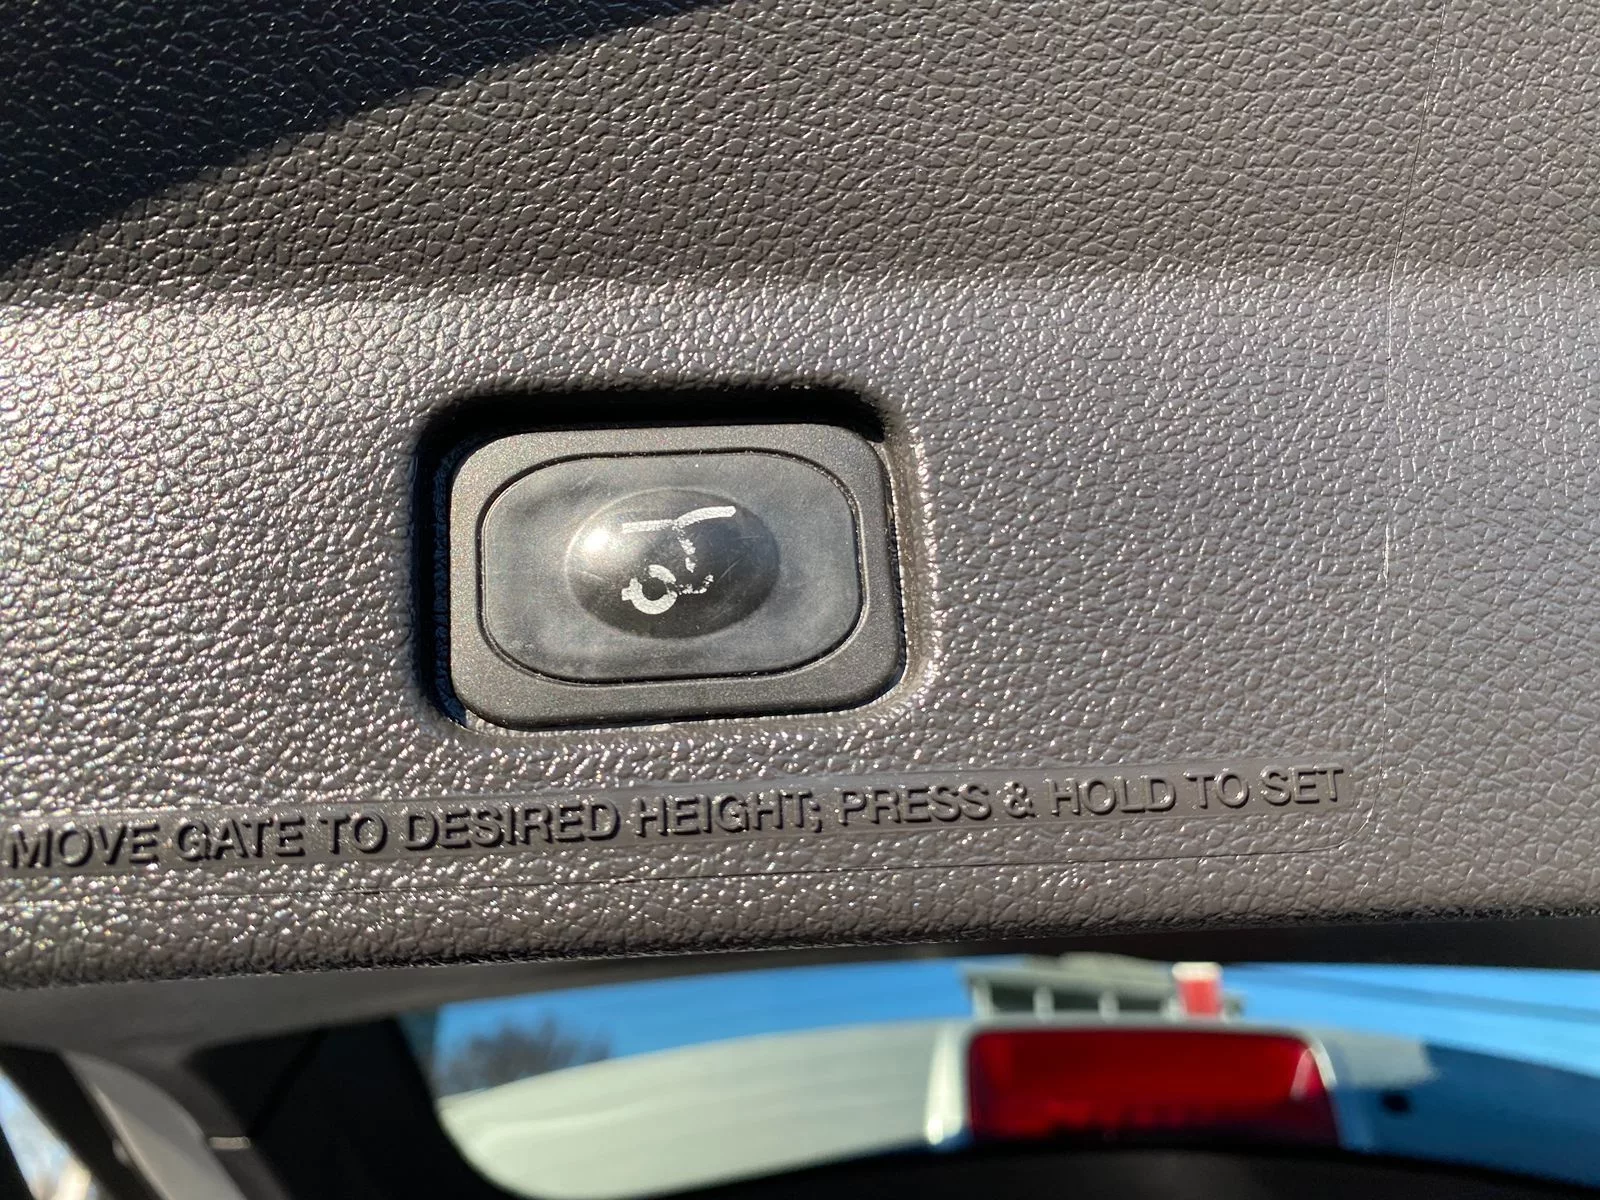 MOVE GATE TO DESIRED HEIGHT; PRESS & HOLD TO SET